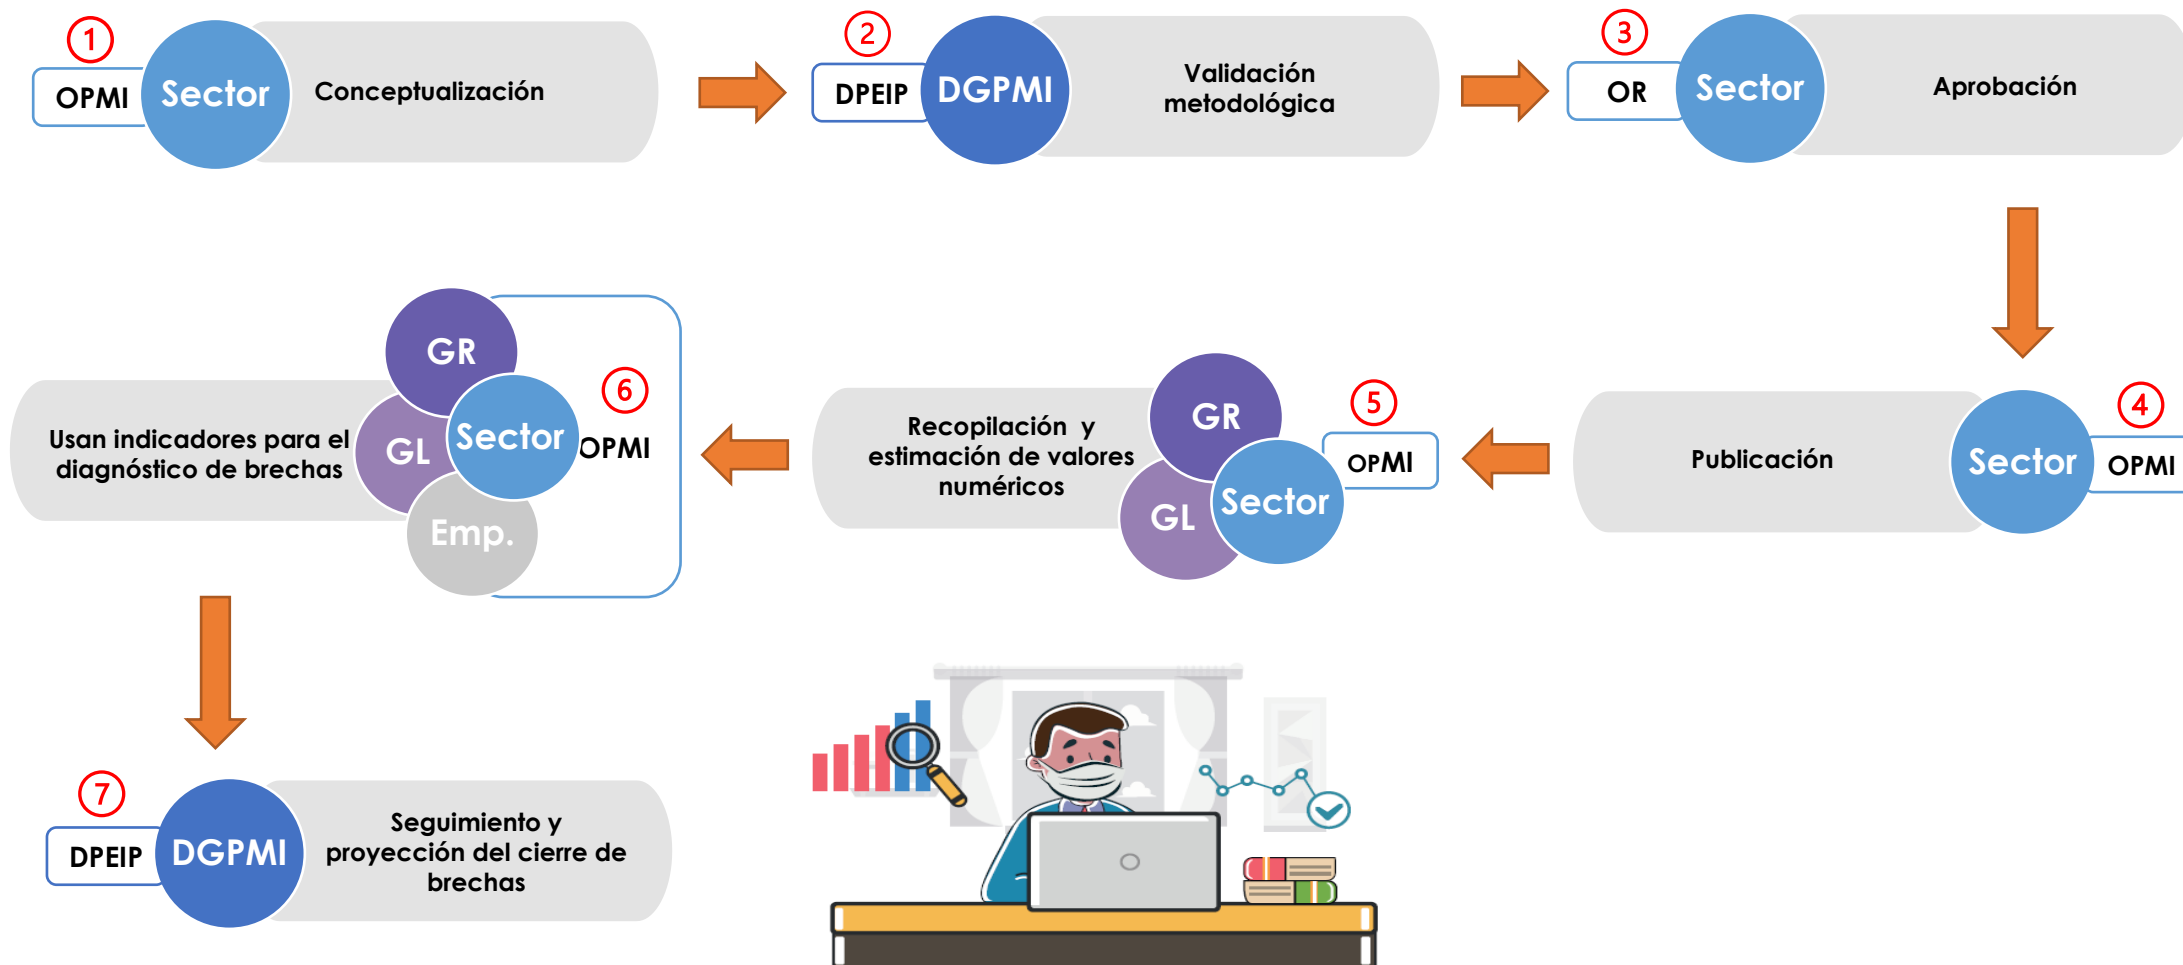 1
OPMI
Sector
Conceptualización
2
DPEIP
DGPMI
Validación
metodológica
3
OR
Sector
Aprobación
4
OPMI
Sector
Publicación
5
OPMI
GR
Sector
GL
Recopilación y
estimación de valores
numéricos
6
OPMI
GR
Sector
GL
Emp.
Usan indicadores para el
diagnóstico de brechas
7
DPEIP
DGPMI
Seguimiento y
proyección del cierre de
brechas